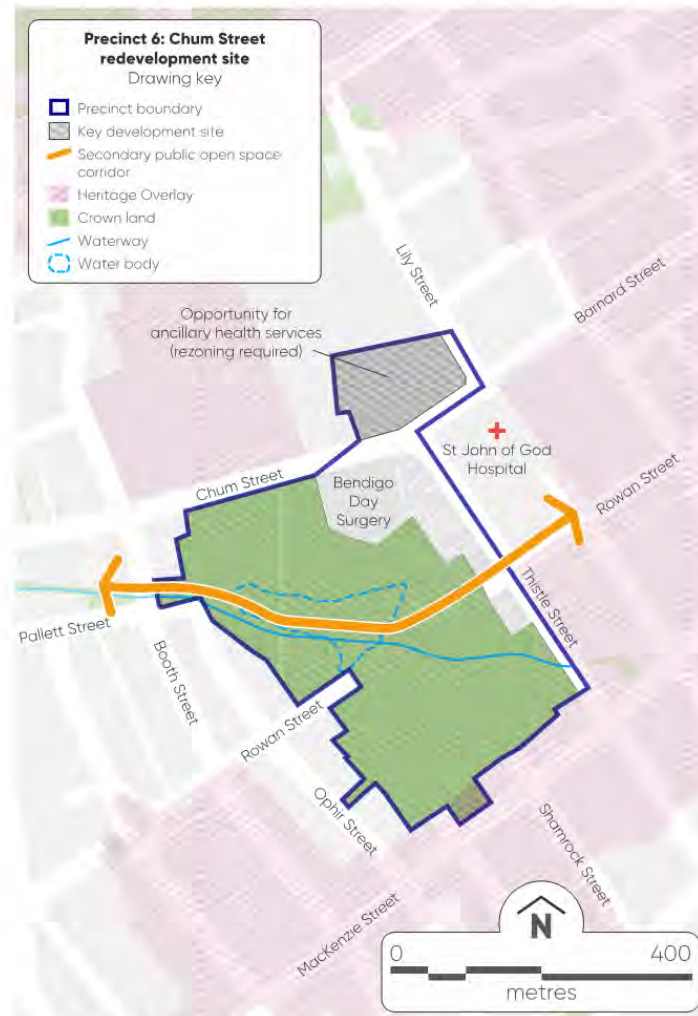 Precinct 6: Chum Street
redevelopment site
Drawing key
Precinct boundary
Key development site
Secondary public open space
corridor
Heritage Overlay
Crown land
Waterway
Water body
Lily Street
Barnard Street
Opportunity for
ancillary health services
(rezoning required)
St John of God
Hospital
Rowan Street
Chum Street
Bendigo
Day
Surgery
Thistle Street
Pallett Street
Booth Street
Rowan Street
Ophir Street
Shamrock Street
MacKenzie Street
N
0 400
metres